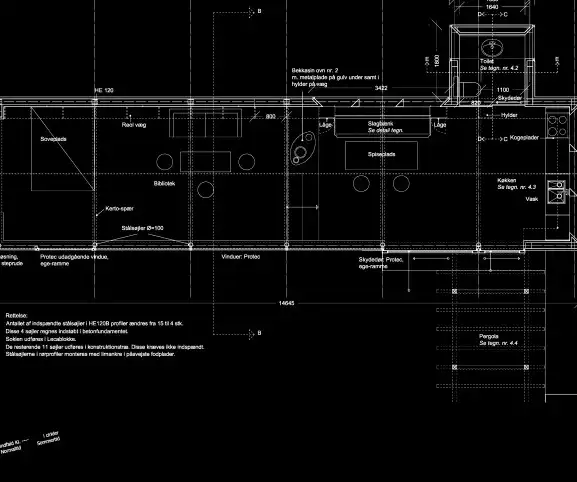 1640
D C
B
1800
E
E
Toilet
Se tegn. nr. 4.2
Bekkasin ovn nr. 2
m. metalplade på gulv under samt i
hylder på væg
HE 120
3422
1100
Skydedør
820
Hylder
Reol væg
800
Låge
Slagbænk
Se detail tegn.
Låge
Kogeplader
Soveplads
D C
Spiseplads
Bibliotek
Køkken
Se tegn. nr. 4.3
Vask
Kerto-spær
Stålsøjler Ø=100
Protec udadgående vindue,
ege-ramme
Vinduer: Protec
Skydedør: Protec,
ege-ramme
14645
Rettelse:
Antallet af indspændte stålsøjler i HE120B profiler ændres fra 15 til 4 stk.
Disse 4 søjler regnes indstøbt i betonfundamentet.
Soklen udføres i Lecablokke.
De resterende 11 søjler udføres i konstruktionstræ. Disse kræves ikke indspændt.
Stålsøjlerne i rørprofiler monteres med limankre i påsvejste fodplader.
B
Pergola
Se tegn. nr. 4.4
Normaltid
Sommertid